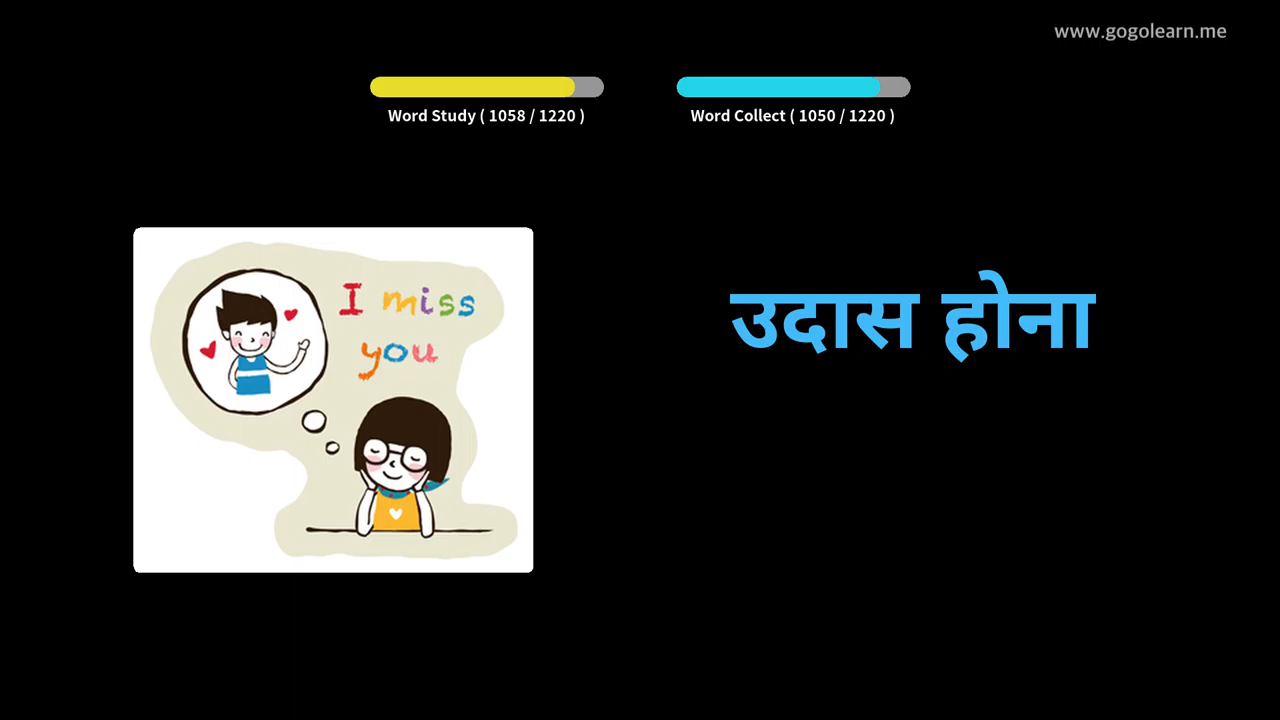 www.gogolearn.me
Word Study ( 1058 / 1220 )
Word Collect ( 1050 / 1220 )
I miss
you
उदास होना